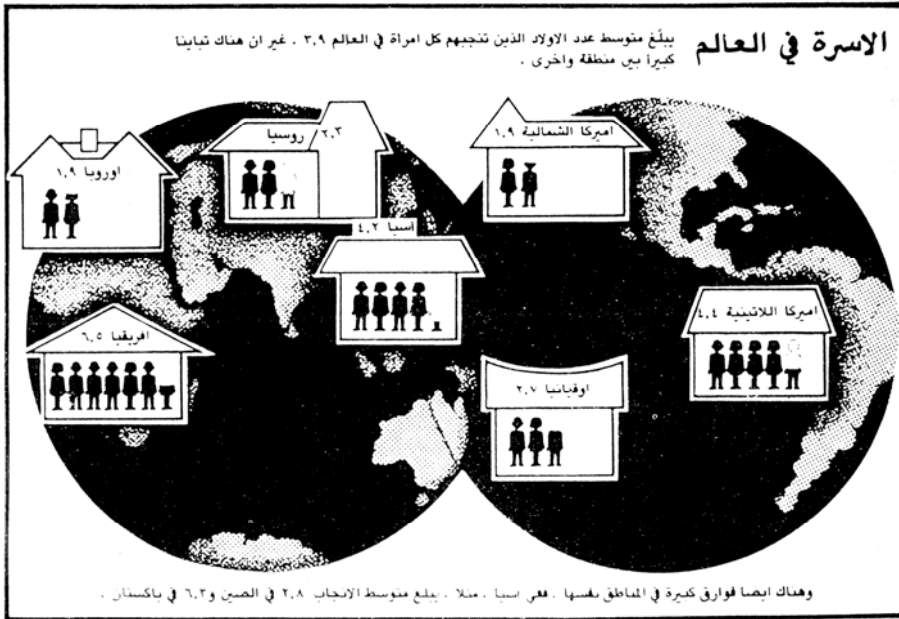 الاسرة في العالم
يبلغ متوسط عدد الاولاد الذين تنجبهم كل امراة في العالم ٣,٩ . غير ان هناك تباينا
كبيرا بين منطقة واخرى .
اميركا الشمالية ١,٩
روسيا ٢,٣
اوروبا ١,٩
اسيا ٤,٢
اميركا اللاتينية ٤,٤
افريقيا ٦,٥
اوقيانيا ٢,٧
وهناك ايضا فوارق كبيرة في المناطق نفسها . ففي اسيا . مثلا . يبلغ متوسط الانجاب ٢,٨ في الصين و٦,٣ في باكستان .